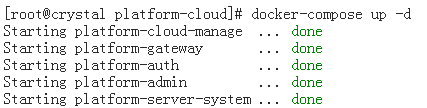 [root@crystal platform-cloud]# docker-compose up -d
Starting platform-cloud-manage ... done
Starting platform-gateway ... done
Starting platform-auth ... done
Starting platform-admin ... done
Starting platform-server-system ... done